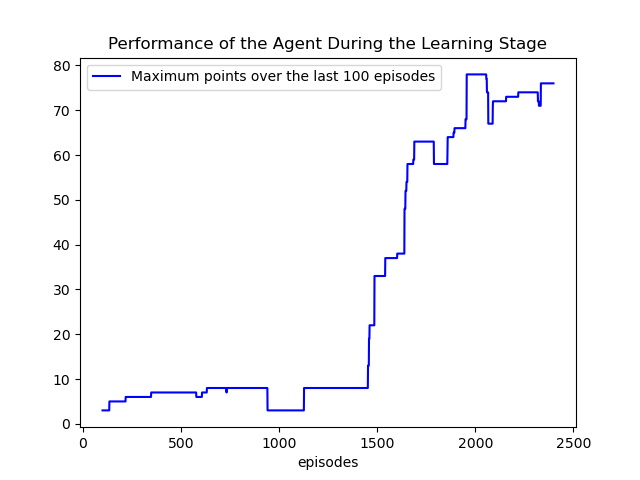 Performance of the Agent During the Learning Stage
Maximum points over the last 100 episodes
80
70
60
50
40
30
20
10
0
0 500 1000 1500 2000 2500
episodes